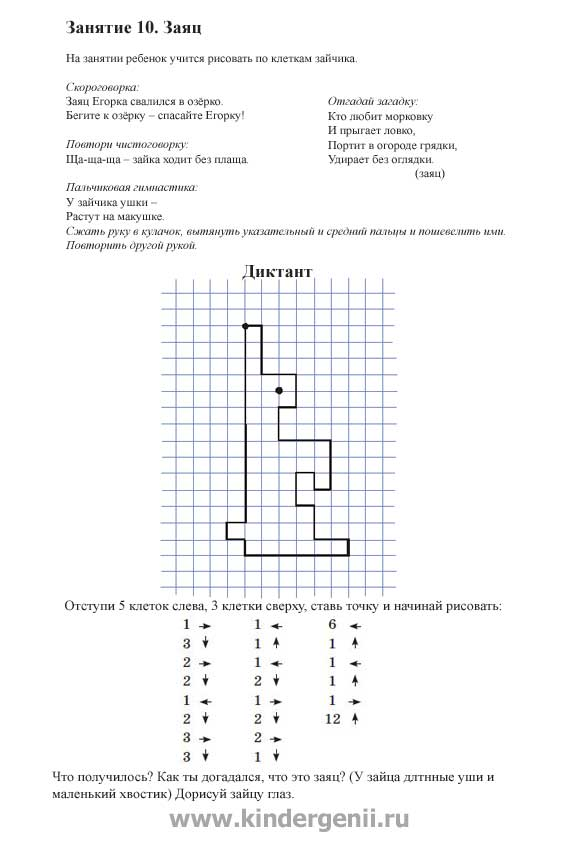 Занятие 10. Заяц
На занятии ребенок учится рисовать по клеткам зайчика.
Скороговорка:
Заяц Егорка свалился в озёрко.
Бегите к озёрку – спасайте Егорку!
Повтори чистоговорку:
Ща-ща-ща – зайка ходит без плаща.
Отгадай загадку:
Кто любит морковку
И прыгает ловко,
Портит в огороде грядки,
Удирает без оглядки.
(заяц)
Пальчиковая гимнастика:
У зайчика ушки –
Растут на макушке.
Сжать руку в кулачок, вытянуть указательный и средний пальцы и пошевелить ими.
Повторить другой рукой.
Диктант
Отступи 5 клеток слева, 3 клетки сверху, ставь точку и начинай рисовать:
1 → 1 ← 6 ←
3 ↓ 1 ↑ 1 ↑
2 → 1 ← 1 ←
2 ↓ 2 ↓ 1 ↑
1 ← 1 → 1 →
2 ↓ 2 ↓ 12 ↑
3 → 2 →
3 ↓ 1 ↓
Что получилось? Как ты догадался, что это заяц? (У зайца длтнные уши и
маленький хвостик) Дорисуй зайцу глаз.
www.kindergenii.ru